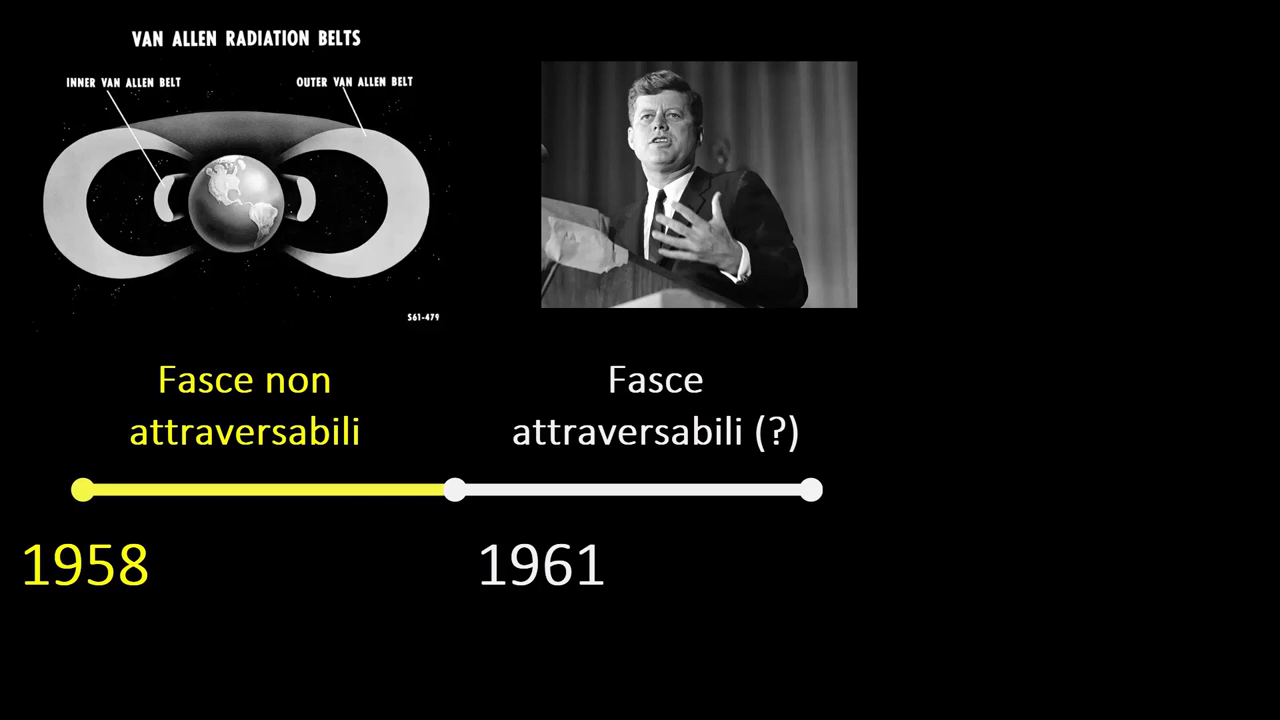 VAN ALLEN RADIATION BELTS
INNER VAN ALLEN BELT
OUTER VAN ALLEN BELT
S61-479
Fasce non
attraversabili
Fasce
attraversabili (?)
1958
1961